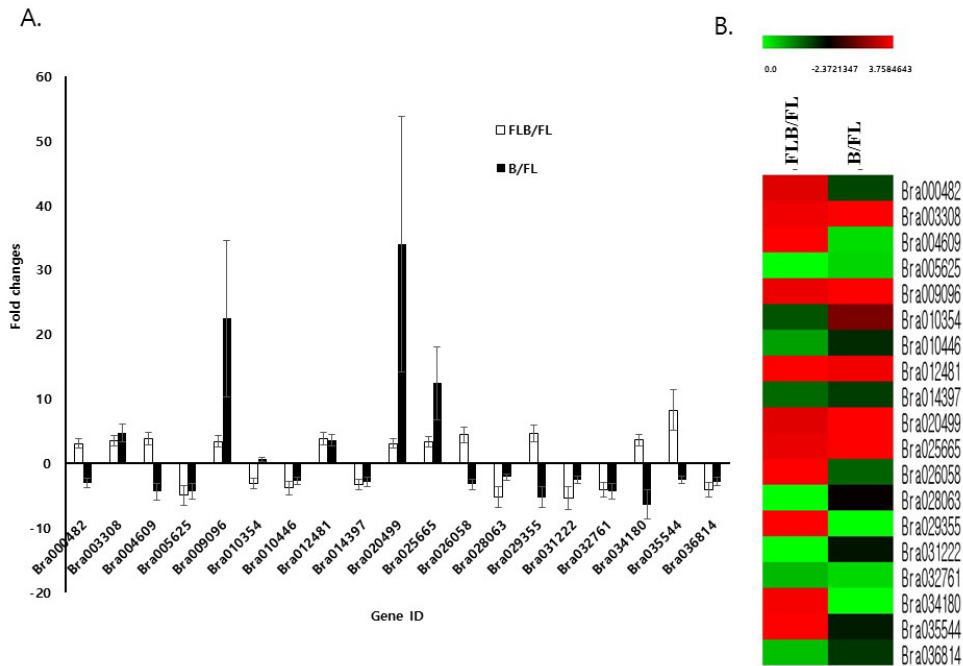 A.
60
50
40
30
20
10
0
-10
-20
Fold changes
FLB/FL
B/FL
Bra000482
Bra003308
Bra004609
Bra005625
Bra009096
Bra010354
Bra010446
Bra012481
Bra014397
Bra020499
Bra025665
Bra026058
Bra028063
Bra029355
Bra031222
Bra032761
Bra034180
Bra035544
Bra036814
Gene ID
B.
0.0 -2.3721347 3.7584643
FLB/FL
B/FL
Bra000482
Bra003308
Bra004609
Bra005625
Bra009096
Bra010354
Bra010446
Bra012481
Bra014397
Bra020499
Bra025665
Bra026058
Bra028063
Bra029355
Bra031222
Bra032761
Bra034180
Bra035544
Bra036814